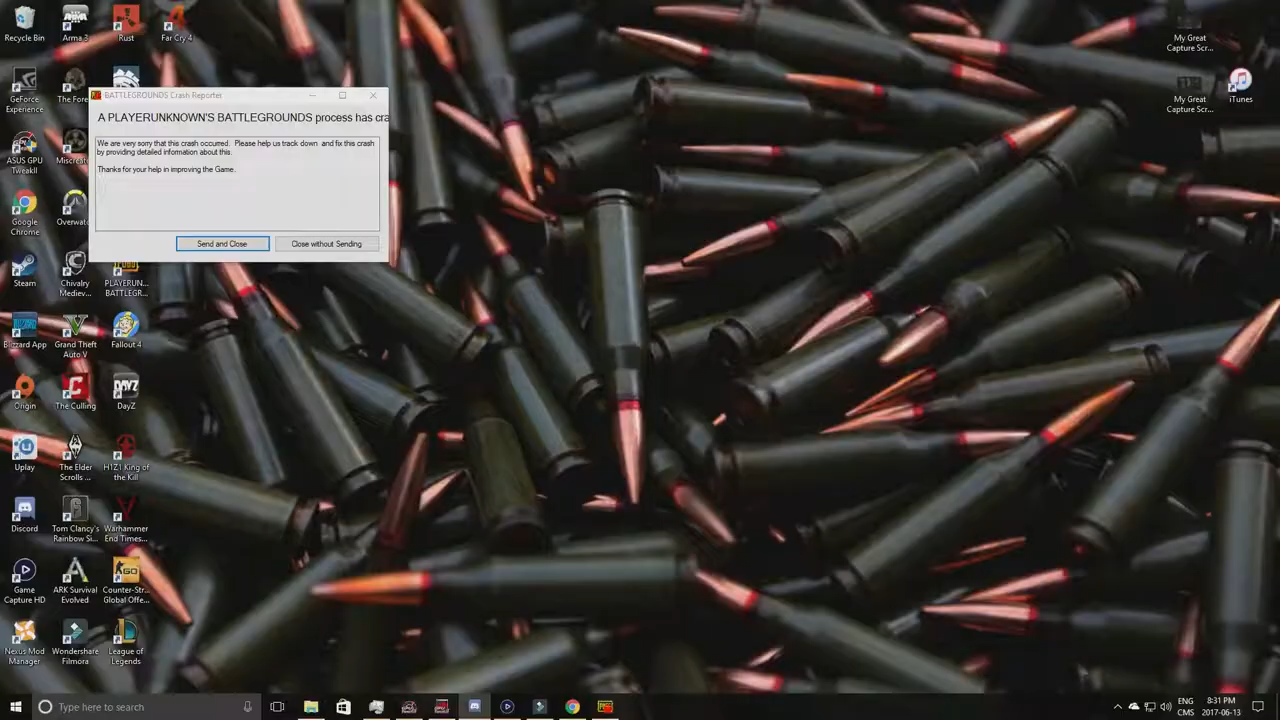 Recycle Bin
Arma 3
Rust
Far Cry 4
My Great
Capture Scr...
GeForce
Experience
The Fore
My Great
Capture Scr...
iTunes
BATTLEGROUNDS Crash Reporter
A PLAYERUNKNOWN'S BATTLEGROUNDS process has cra
We are very sorry that this crash occurred. Please help us track down and fix this crash
by providing detailed information about this.
Thanks for your help in improving the Game.
Send and Close
Close without Sending
ASUS GPU
TweakII
Miscrea
Google
Chrome
Overwat
Steam
Chivalry
Mediev...
PLAYERUN...
BATTLEGR...
Blizzard App
Grand Theft
Auto V
Fallout 4
Origin
The Culling
DAYZ
DayZ
Uplay
The Elder
Scrolls ...
H1Z1 King of
the Kill
Discord
Tom Clancy's
Rainbow Si...
Warhammer
End Times...
Game
Capture HD
ARK Survival
Evolved
GO
Counter-Str...
Global Offe...
Nexus Mod
Manager
Wondershare
Filmora
League of
Legends
Type here to search
ENG
CMS
8:31 PM
2017-06-13